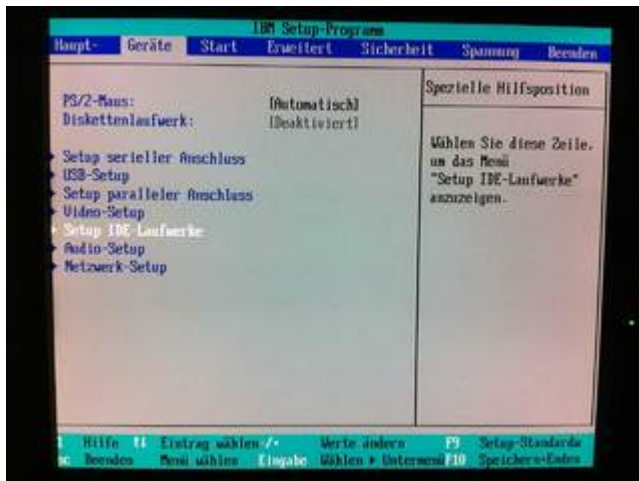 IBM Setup-Programm
Haupt- Geräte Start Erweitert Sicherheit Spannung Beenden
PS/2-Maus: [Automatisch]
Diskettenlaufwerk: [Deaktiviert]
Setup serieller Anschluss
USB-Setup
Setup paralleler Anschluss
Video-Setup
Setup IDE-Laufwerke
Audio-Setup
Netzwerk-Setup
Spezielle Hilfsposition
Wählen Sie diese Zeile,
um das Menü
"Setup IDE-Laufwerke"
anzuzeigen.
Hilfe ↑↓ Eintrag wählen Werte ändern F9 Setup-Standardw
Beenden Menü wählen Eingabe Wählen ▸ Untermenü F10 Speichern+Enden